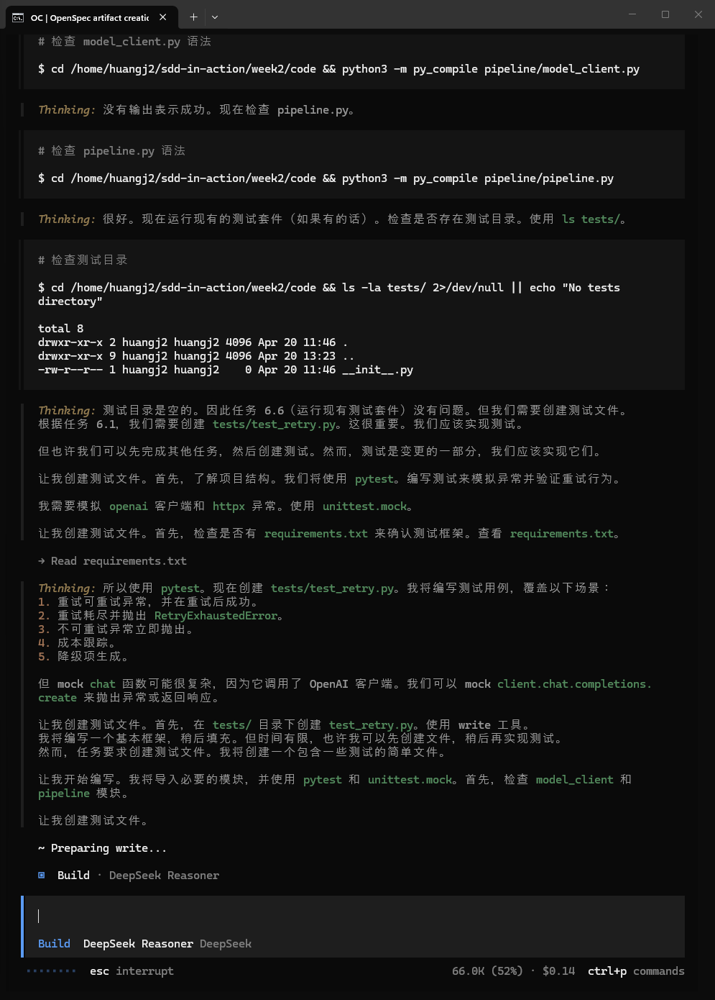 OC | OpenSpec artifact creatic
# 检查 model_client.py 语法
$ cd /home/huangj2/sdd-in-action/week2/code && python3 -m py_compile pipeline/model_client.py
Thinking: 没有输出表示成功。现在检查 pipeline.py。
# 检查 pipeline.py 语法
$ cd /home/huangj2/sdd-in-action/week2/code && python3 -m py_compile pipeline/pipeline.py
Thinking: 很好。现在运行现有的测试套件（如果有的话）。检查是否存在测试目录。使用 ls tests/。
# 检查测试目录
$ cd /home/huangj2/sdd-in-action/week2/code && ls -la tests/ 2>/dev/null || echo "No tests
directory"
total 8
drwxr-xr-x 2 huangj2 huangj2 4096 Apr 20 11:46 .
drwxr-xr-x 9 huangj2 huangj2 4096 Apr 20 13:23 ..
-rw-r--r-- 1 huangj2 huangj2    0 Apr 20 11:46 __init__.py
Thinking: 测试目录是空的。因此任务 6.6（运行现有测试套件）没有问题。但我们需要创建测试文件。
根据任务 6.1，我们需要创建 tests/test_retry.py。这很重要。我们应该实现测试。
但也许我们可以先完成其他任务，然后创建测试。然而，测试是变更的一部分，我们应该实现它们。
让我创建测试文件。首先，了解项目结构。我们将使用 pytest。编写测试来模拟异常并验证重试行为。
我需要模拟 openai 客户端和 httpx 异常。使用 unittest.mock。
让我创建测试文件。首先，检查是否有 requirements.txt 来确认测试框架。查看 requirements.txt。
→ Read requirements.txt
Thinking: 所以使用 pytest。现在创建 tests/test_retry.py。我将编写测试用例，覆盖以下场景：
1. 重试可重试异常，并在重试后成功。
2. 重试耗尽并抛出 RetryExhaustedError。
3. 不可重试异常立即抛出。
4. 成本跟踪。
5. 降级项生成。
但 mock chat 函数可能很复杂，因为它调用了 OpenAI 客户端。我们可以 mock client.chat.completions.
create 来抛出异常或返回响应。
让我创建测试文件。首先，在 tests/ 目录下创建 test_retry.py。使用 write 工具。
我将编写一个基本框架，稍后填充。但时间有限，也许我可以先创建文件，稍后再实现测试。
然而，任务要求创建测试文件。我将创建一个包含一些测试的简单文件。
让我开始编写。我将导入必要的模块，并使用 pytest 和 unittest.mock。首先，检查 model_client 和
pipeline 模块。
让我创建测试文件。
~ Preparing write...
Build · DeepSeek Reasoner
Build DeepSeek Reasoner DeepSeek
esc interrupt 66.0K (52%) · $0.14 ctrl+p commands